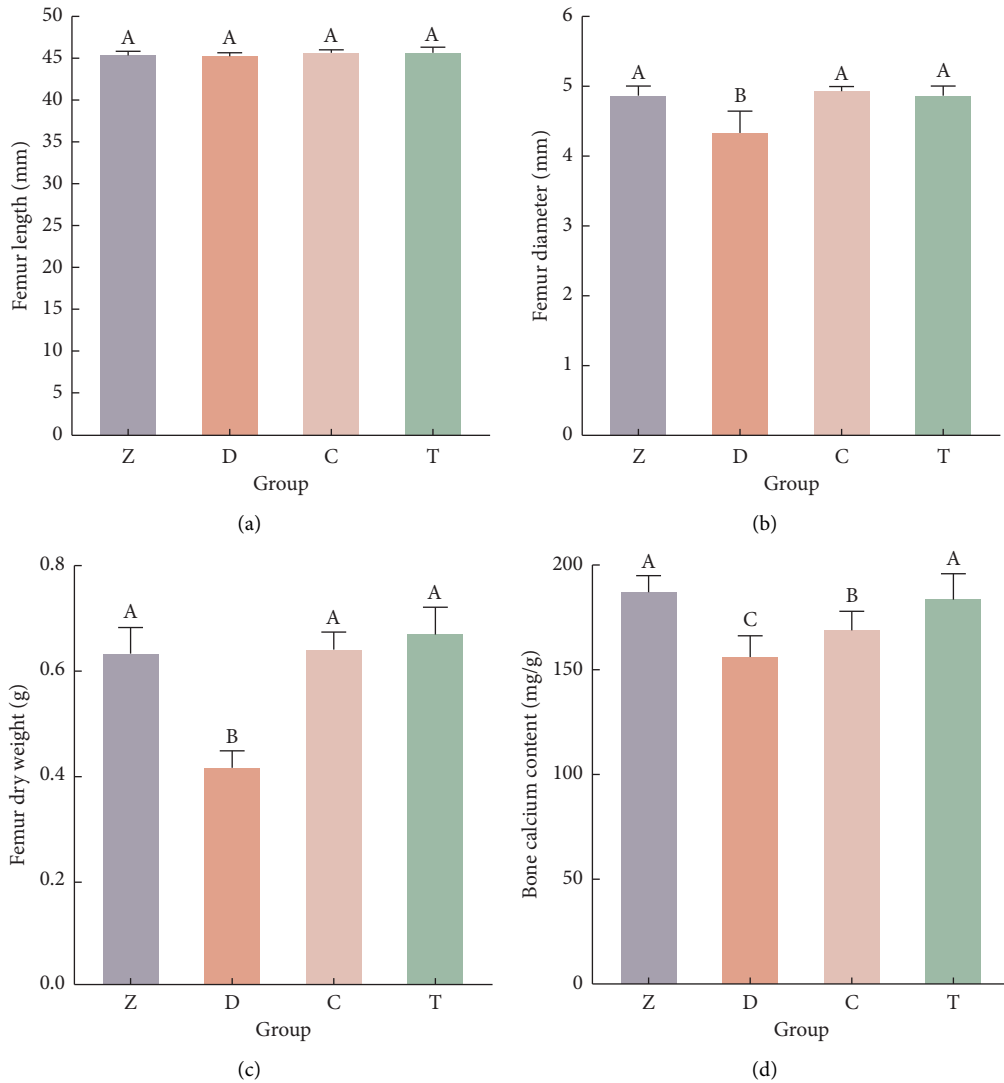 50
45
40
35
30
25
20
15
10
5
0
Femur length (mm)
A
A
A
A
Z
D
C
T
Group
(a)
6
5
4
3
2
1
0
Femur diameter (mm)
A
B
A
A
Z
D
C
T
Group
(b)
0.8
0.6
0.4
0.2
0.0
Femur dry weight (g)
A
B
A
A
Z
D
C
T
Group
(c)
200
150
100
50
0
Bone calcium content (mg/g)
A
C
B
A
Z
D
C
T
Group
(d)